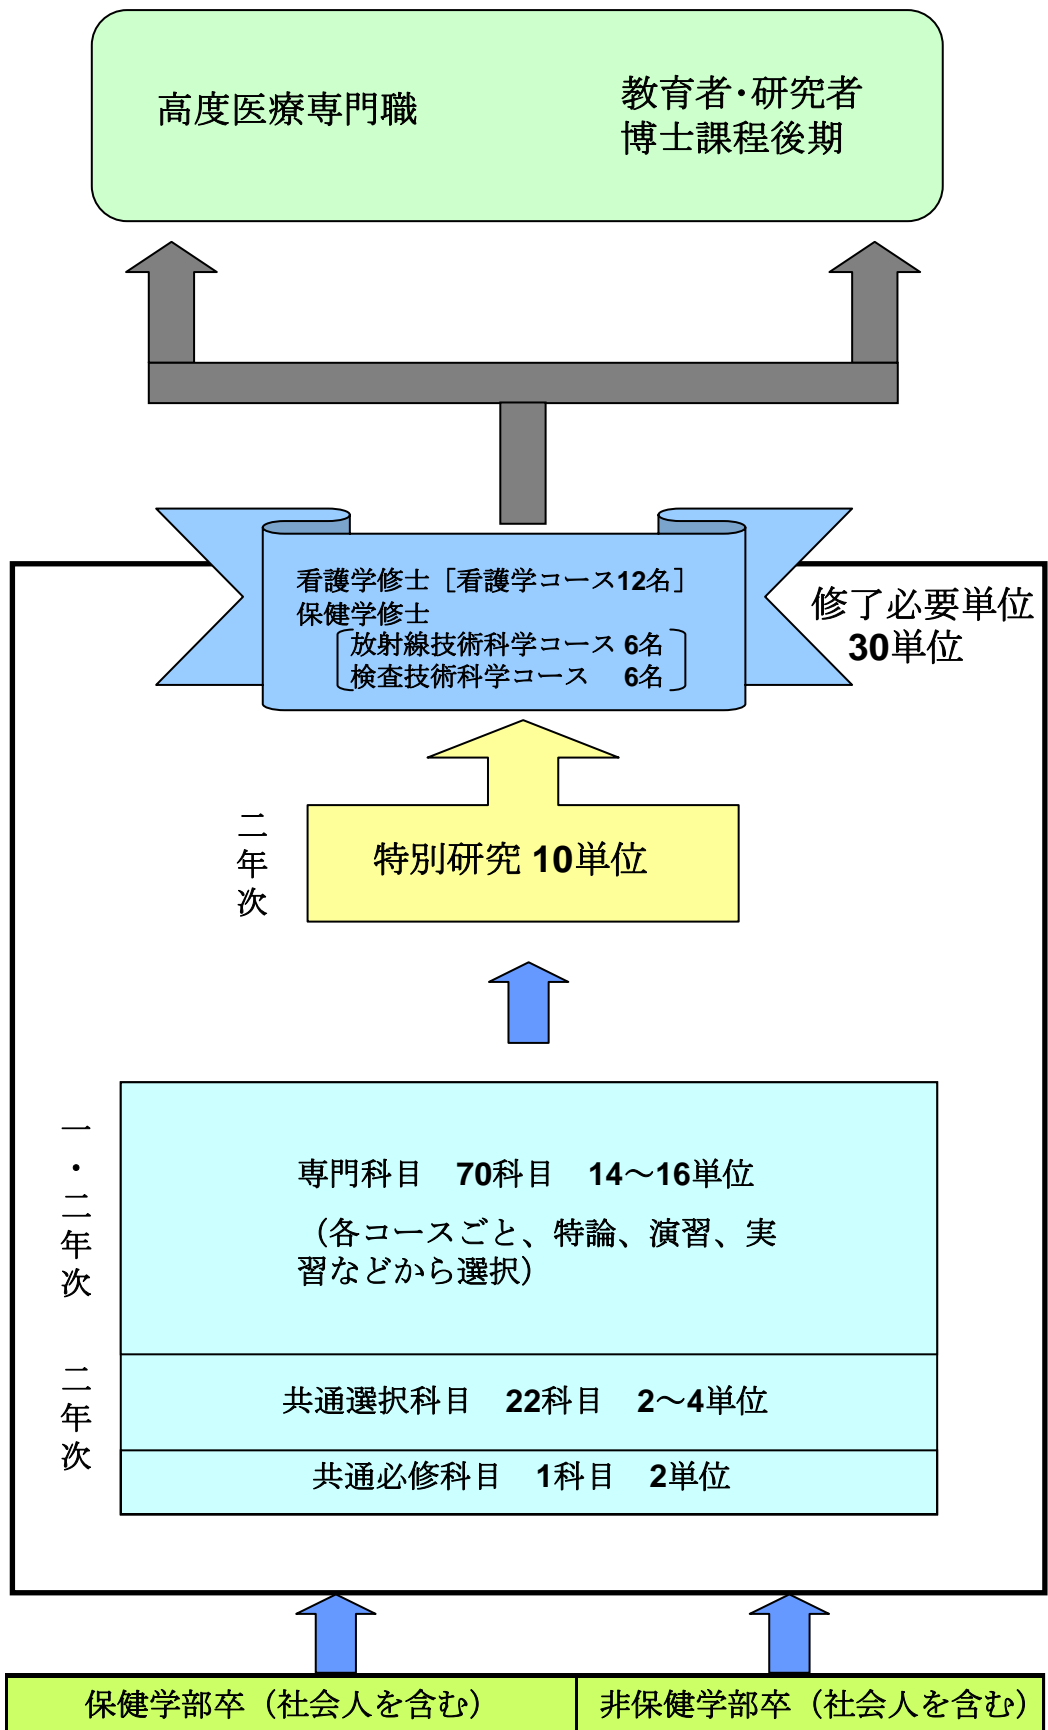 高度医療専門職
教育者・研究者
博士課程後期
看護学修士［看護学コース12名］
保健学修士
放射線技術科学コース 6名
検査技術科学コース　6名
修了必要単位
30単位
二年次
特別研究 10単位
一・二年次
専門科目　70科目　14～16単位
（各コースごと、特論、演習、実
習などから選択）
二年次
共通選択科目　22科目　2～4単位
共通必修科目　1科目　2単位
保健学部卒（社会人を含む）
非保健学部卒（社会人を含む）